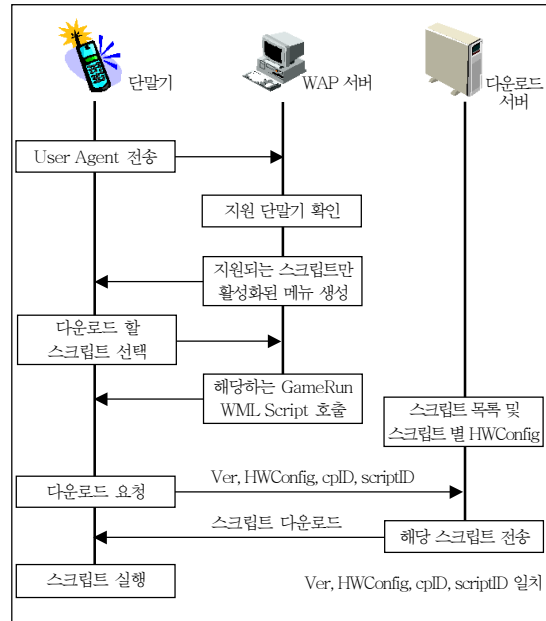 단말기
WAP 서버
다운로드
서버
User Agent 전송
지원 단말기 확인
지원되는 스크립트만
활성화된 메뉴 생성
다운로드 할
스크립트 선택
해당하는 GameRun
WML Script 호출
스크립트 목록 및
스크립트 별 HWConfig
다운로드 요청
Ver, HWConfig, cpID, scriptID
스크립트 다운로드
해당 스크립트 전송
스크립트 실행
Ver, HWConfig, cpID, scriptID 일치